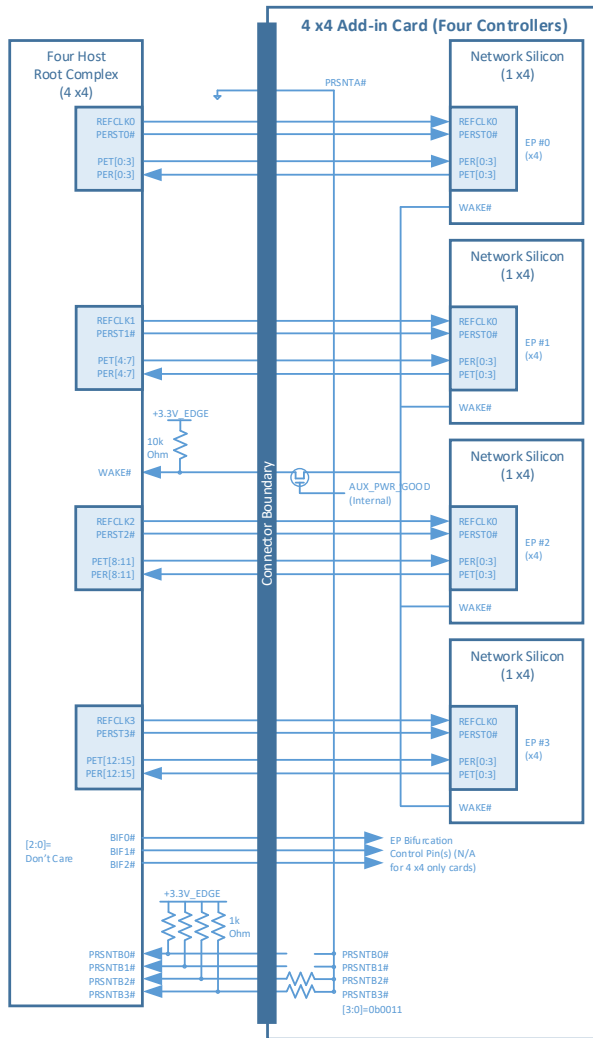 4 x4 Add-in Card (Four Controllers)
Four Host
Root Complex
(4 x4)
PRSNTA#
Network Silicon
(1 x4)
REFCLK0
PERST0#
PET[0:3]
PER[0:3]
REFCLK0
PERST0#
PER[0:3]
PET[0:3]
EP #0
(x4)
WAKE#
Network Silicon
(1 x4)
REFCLK1
PERST1#
PET[4:7]
PER[4:7]
REFCLK0
PERST0#
PER[0:3]
PET[0:3]
EP #1
(x4)
WAKE#
+3.3V_EDGE
10k
Ohm
WAKE#
Connector Boundary
AUX_PWR_GOOD
(Internal)
Network Silicon
(1 x4)
REFCLK2
PERST2#
PET[8:11]
PER[8:11]
REFCLK0
PERST0#
PER[0:3]
PET[0:3]
EP #2
(x4)
WAKE#
Network Silicon
(1 x4)
REFCLK3
PERST3#
PET[12:15]
PER[12:15]
REFCLK0
PERST0#
PER[0:3]
PET[0:3]
EP #3
(x4)
WAKE#
[2:0]=
Don't Care
BIF0#
BIF1#
BIF2#
EP Bifurcation
Control Pin(s) (N/A
for 4 x4 only cards)
+3.3V_EDGE
1k
Ohm
PRSNTB0#
PRSNTB1#
PRSNTB2#
PRSNTB3#
PRSNTB0#
PRSNTB1#
PRSNTB2#
PRSNTB3#
[3:0]=0b0011